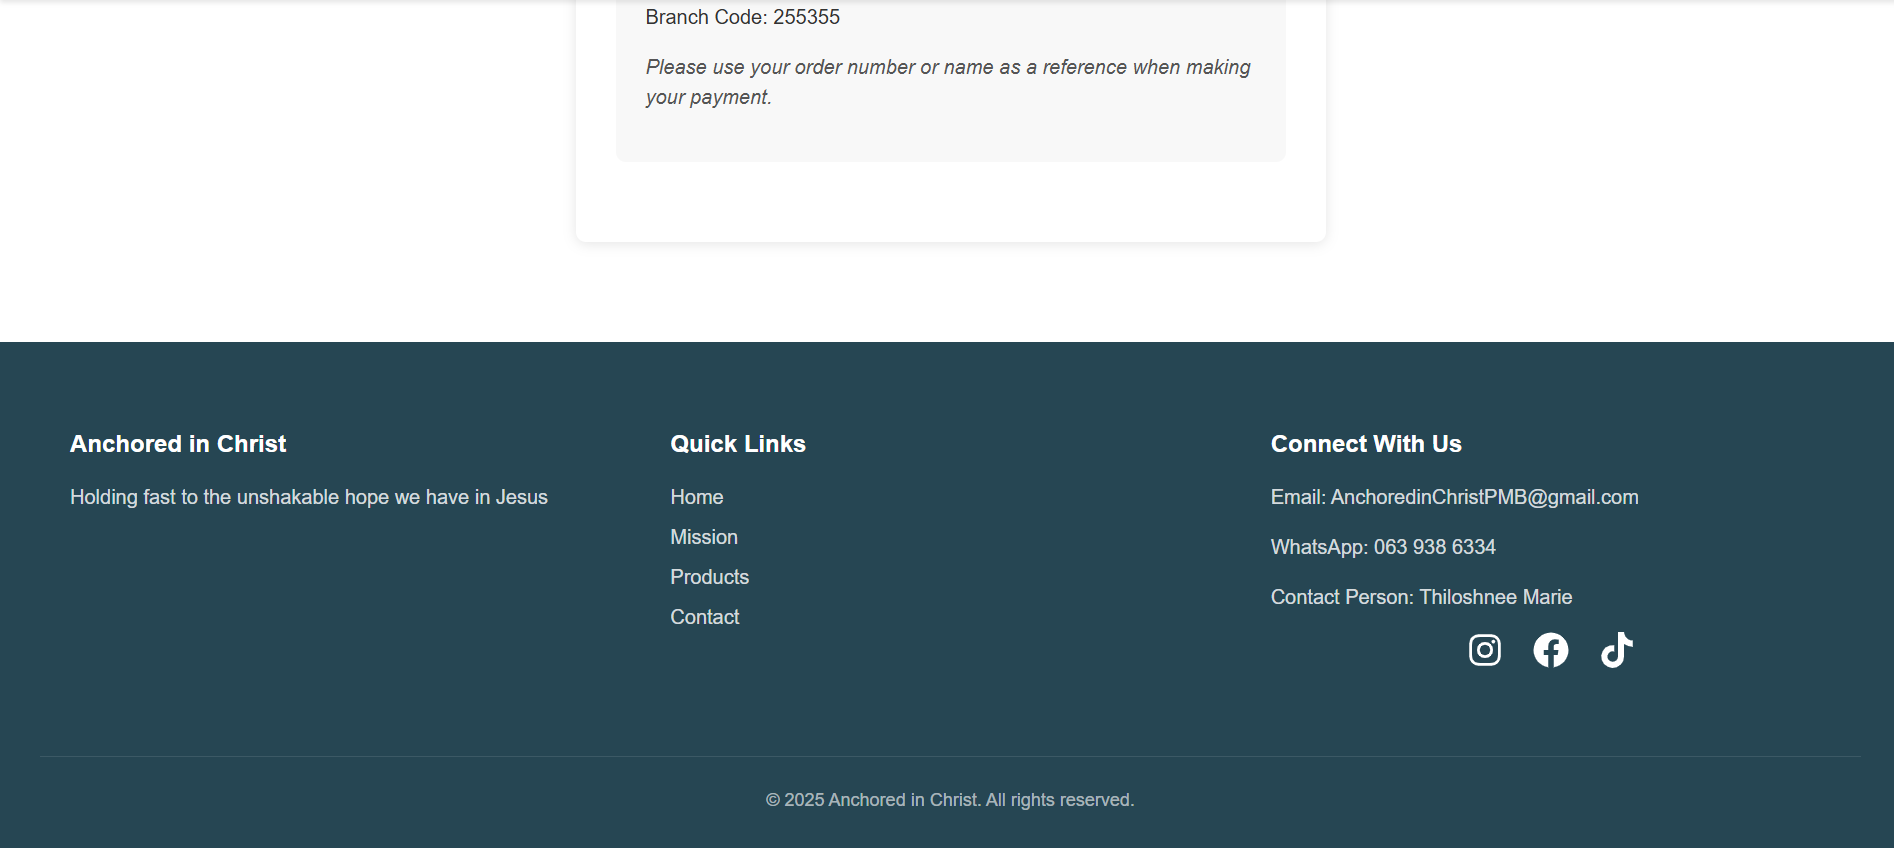 Branch Code: 255355
Please use your order number or name as a reference when making
your payment.
Anchored in Christ
Holding fast to the unshakable hope we have in Jesus
Quick Links
Home
Mission
Products
Contact
Connect With Us
Email: AnchoredinChristPMB@gmail.com
WhatsApp: 063 938 6334
Contact Person: Thiloshnee Marie
© 2025 Anchored in Christ. All rights reserved.